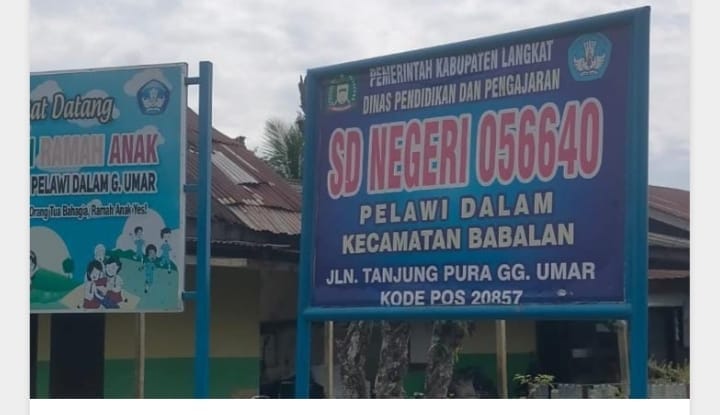 at Datang
RAMAH ANAK
PELAWI DALAM G. UMAR
Orang Tua Bahagia, Ramah Anak Yes!
PEMERINTAH KABUPATEN LANGKAT
DINAS PENDIDIKAN DAN PENGAJARAN
SD NEGERI 056640
PELAWI DALAM
KECAMATAN BABALAN
JLN. TANJUNG PURA GG. UMAR
KODE POS 20857